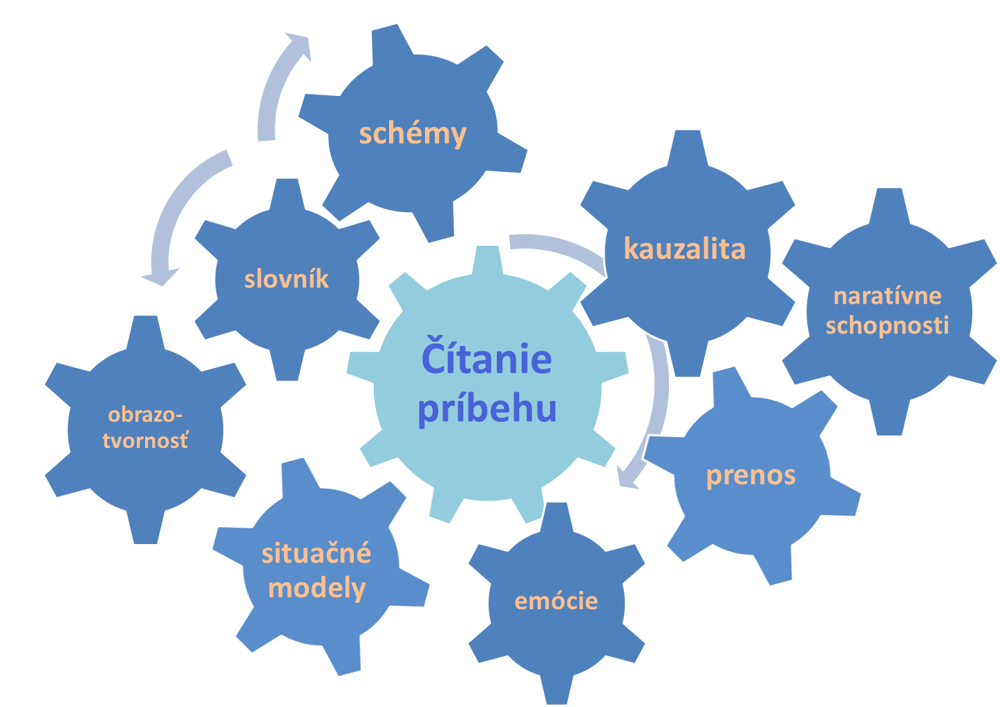 schémy
kauzalita
slovník
naratívne
schopnosti
Čítanie
príbehu
obrazo-
tvornosť
prenos
situačné
modely
emócie